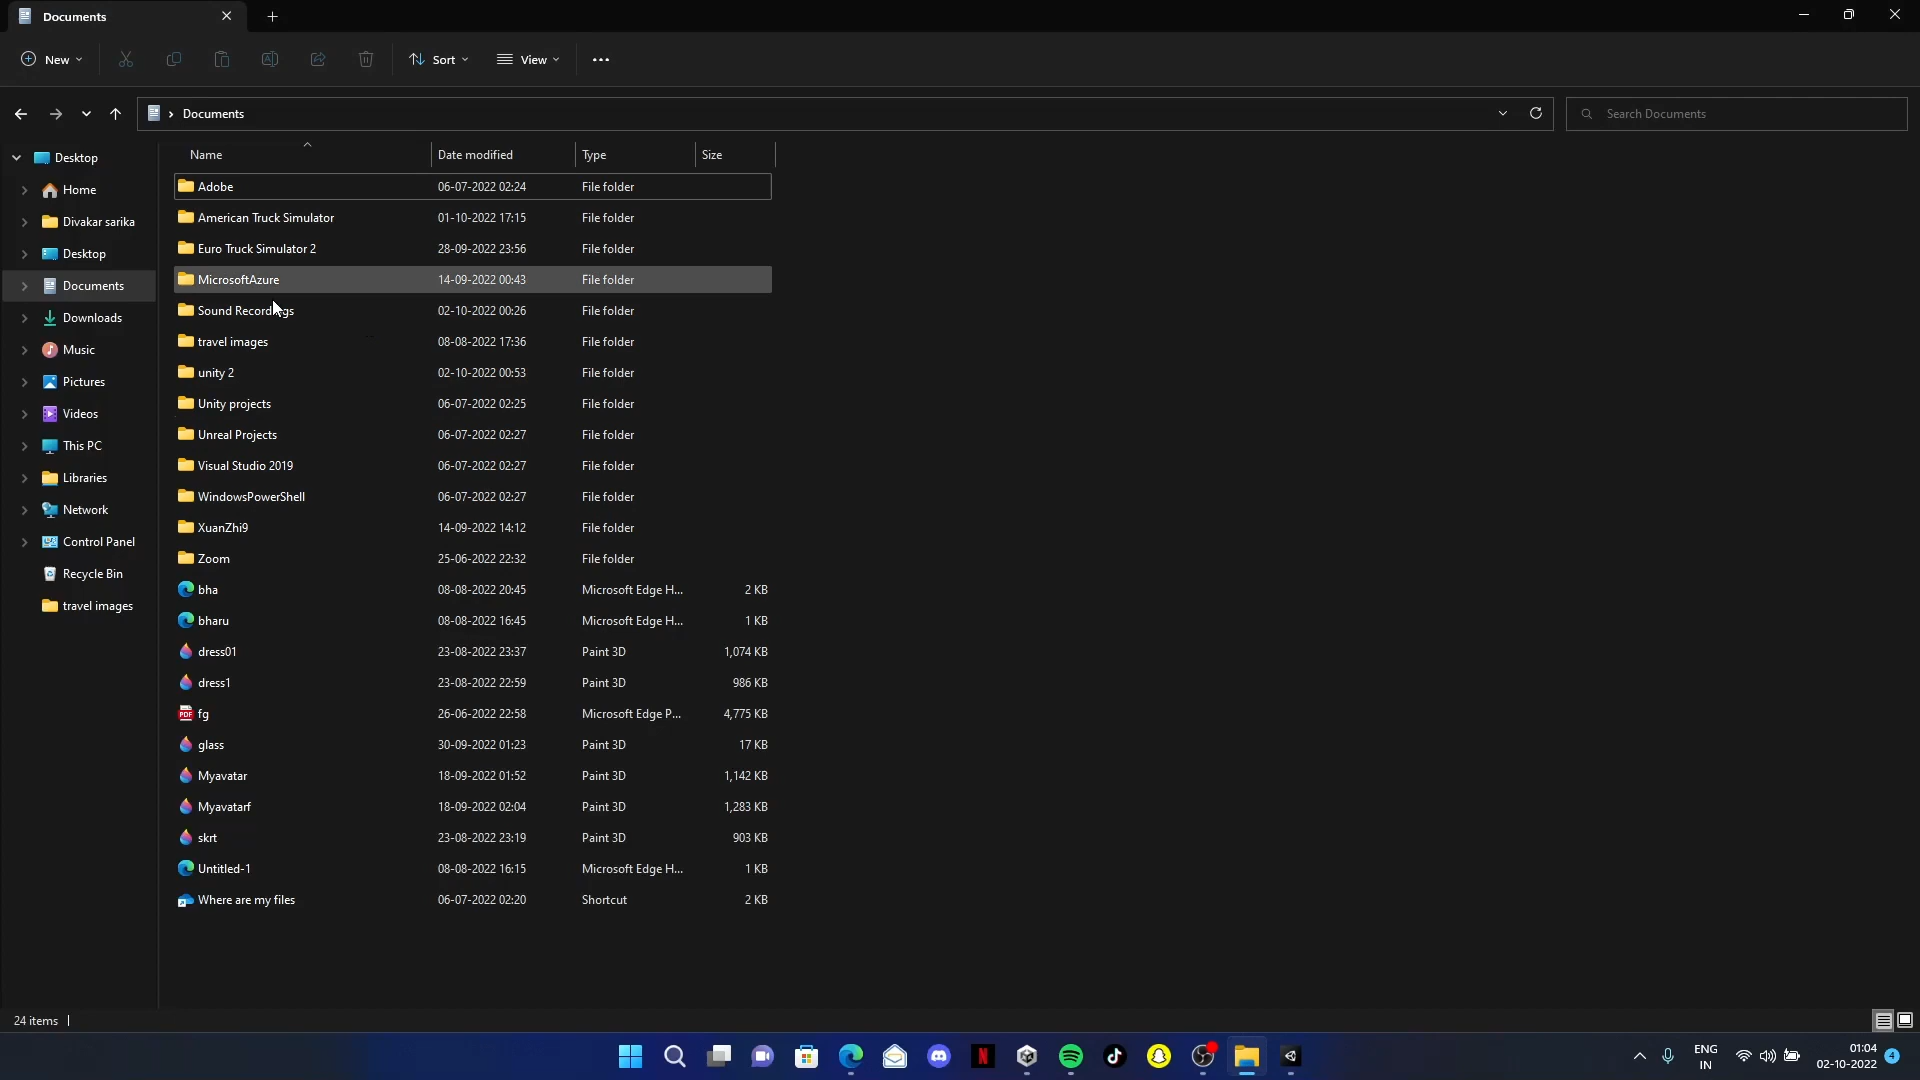 Documents
New
Sort
View
Documents
Search Documents
Desktop
Home
Divakar sarika
Desktop
Documents
Downloads
Music
Pictures
Videos
This PC
Libraries
Network
Control Panel
Recycle Bin
travel images
Name Date modified Type Size
Adobe 06-07-2022 02:24 File folder
American Truck Simulator 01-10-2022 17:15 File folder
Euro Truck Simulator 2 28-09-2022 23:56 File folder
MicrosoftAzure 14-09-2022 00:43 File folder
Sound Recordings 02-10-2022 00:26 File folder
travel images 08-08-2022 17:36 File folder
unity 2 02-10-2022 00:53 File folder
Unity projects 06-07-2022 02:25 File folder
Unreal Projects 06-07-2022 02:27 File folder
Visual Studio 2019 06-07-2022 02:27 File folder
WindowsPowerShell 06-07-2022 02:27 File folder
XuanZhi9 14-09-2022 14:12 File folder
Zoom 25-06-2022 22:32 File folder
bha 08-08-2022 20:45 Microsoft Edge H... 2 KB
bharu 08-08-2022 16:45 Microsoft Edge H... 1 KB
dress01 23-08-2022 23:37 Paint 3D 1,074 KB
dress1 23-08-2022 22:59 Paint 3D 986 KB
PDF fg 26-06-2022 22:58 Microsoft Edge P... 4,775 KB
glass 30-09-2022 01:23 Paint 3D 17 KB
Myavatar 18-09-2022 01:52 Paint 3D 1,142 KB
Myavatarf 18-09-2022 02:04 Paint 3D 1,283 KB
skrt 23-08-2022 23:19 Paint 3D 903 KB
Untitled-1 08-08-2022 16:15 Microsoft Edge H... 1 KB
Where are my files 06-07-2022 02:20 Shortcut 2 KB
24 items
N
ENG
IN
01:04
02-10-2022
4